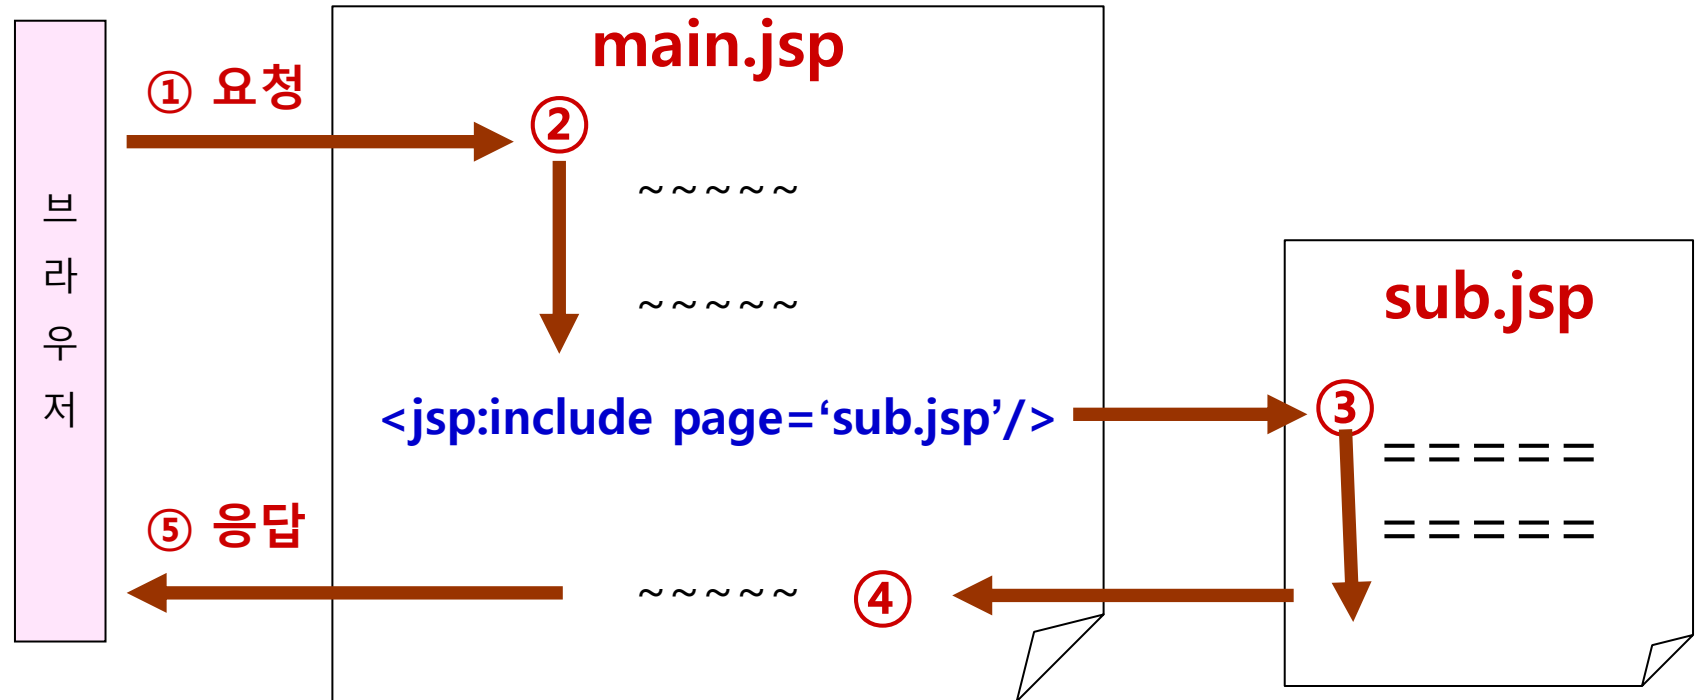 main.jsp
① 요청
②
~~~~~
브
라
우
저
~~~~~
sub.jsp
<jsp:include page=‘sub.jsp’/>
③
=====
=====
⑤ 응답
~~~~~ ④